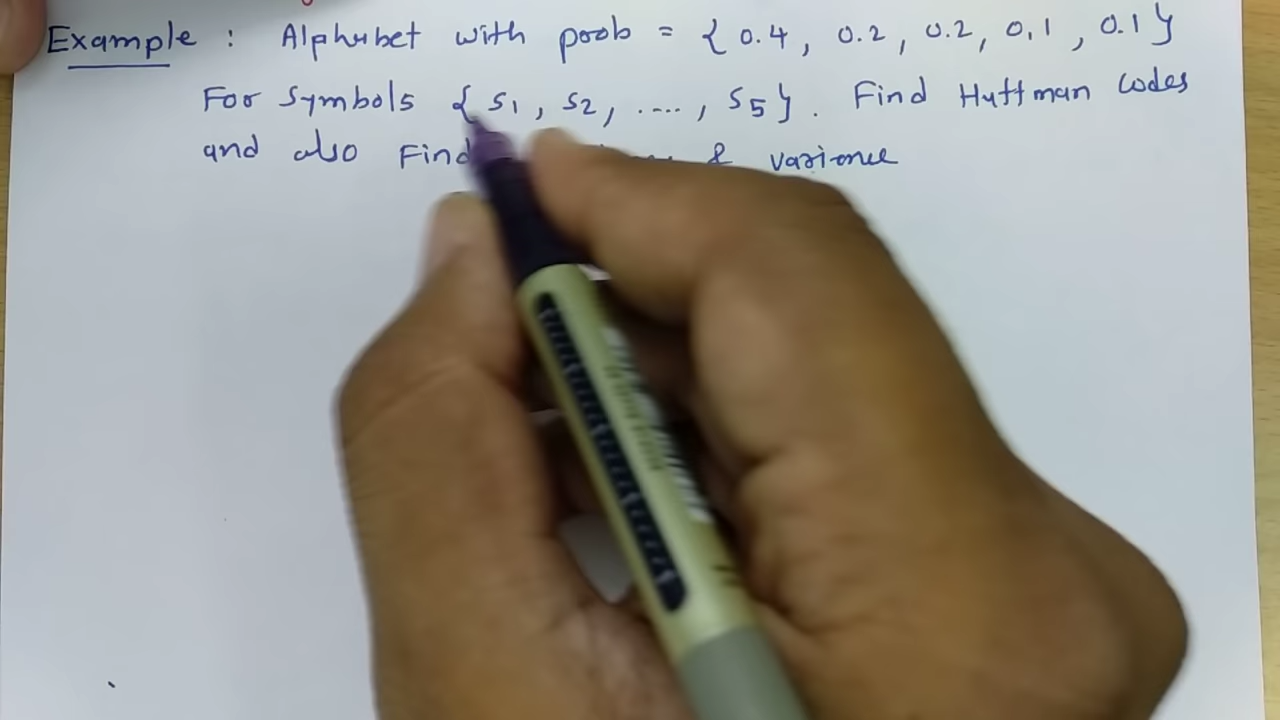 Example : Alphabet with prob = { 0.4, 0.2, 0.2, 0.1, 0.1 }
For Symbols { S1, S2, ...., S5 }. Find Huffman Codes
and also Find & variance